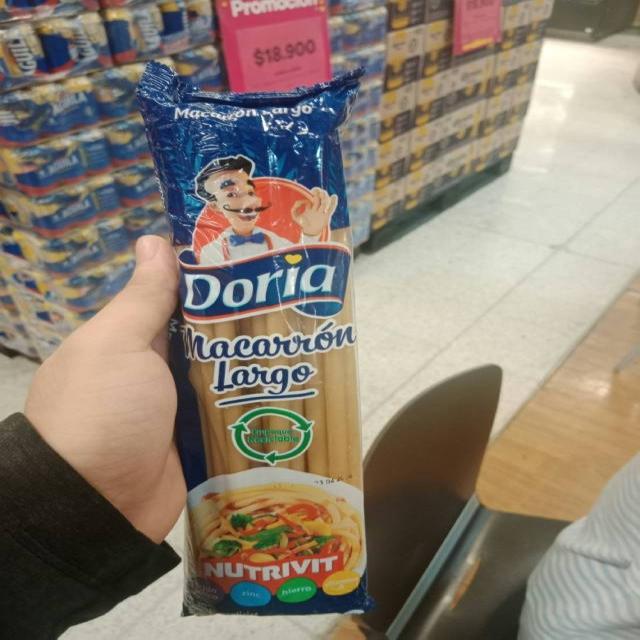 Promoción
$18.900
Macarrón Largo
Doria
Macarrón
Largo
Empaque
Reciclable
NUTRIVIT
zinc
hierro